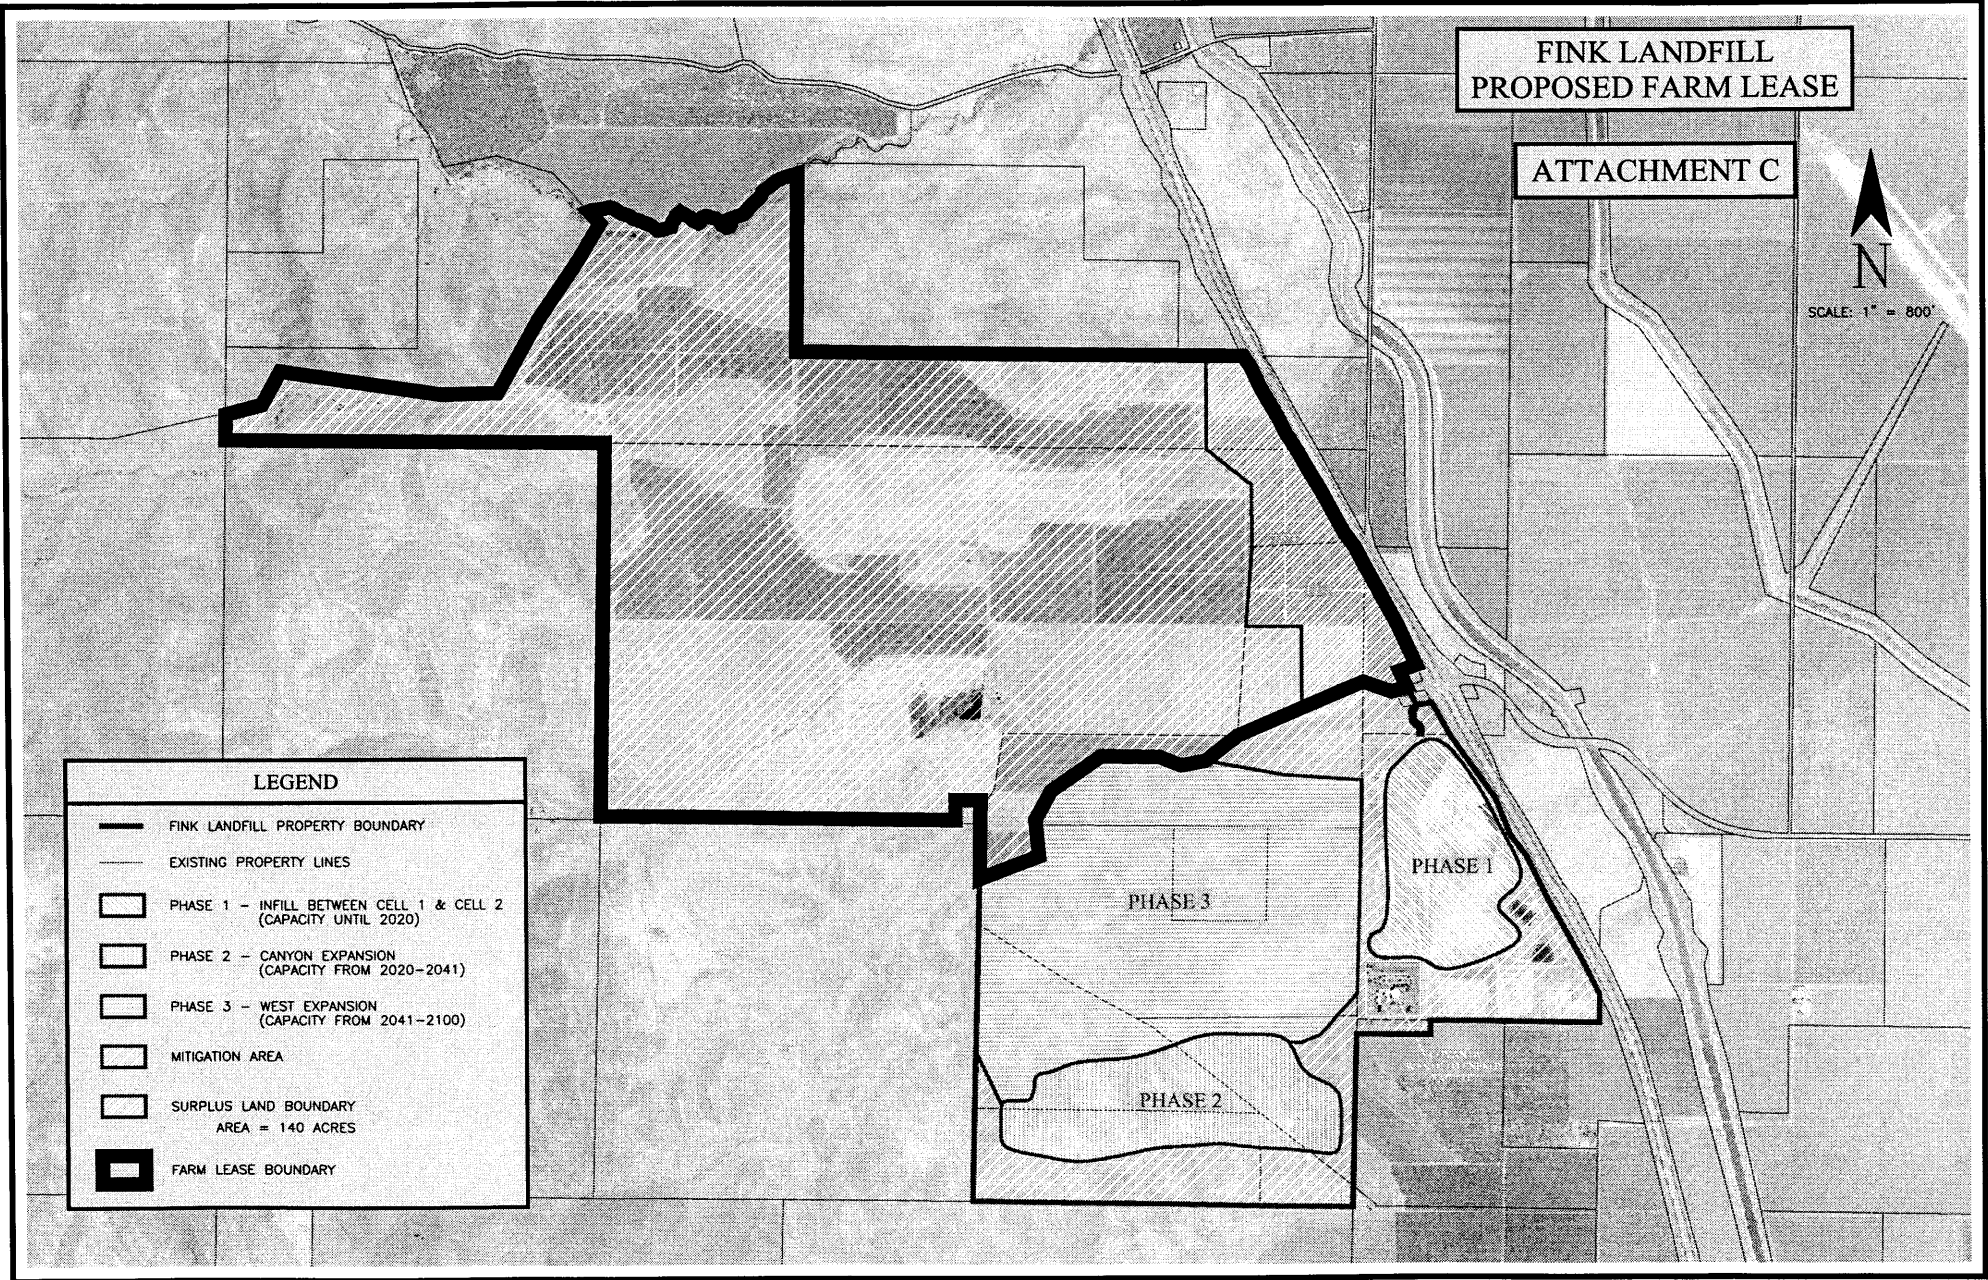 FINK LANDFILL
PROPOSED FARM LEASE
ATTACHMENT C
N
SCALE: 1" = 800'
LEGEND
FINK LANDFILL PROPERTY BOUNDARY
EXISTING PROPERTY LINES
PHASE 1 - INFILL BETWEEN CELL 1 & CELL 2
(CAPACITY UNTIL 2020)
PHASE 2 - CANYON EXPANSION
(CAPACITY FROM 2020-2041)
PHASE 3 - WEST EXPANSION
(CAPACITY FROM 2041-2100)
MITIGATION AREA
SURPLUS LAND BOUNDARY
AREA = 140 ACRES
FARM LEASE BOUNDARY
PHASE 1
PHASE 3
PHASE 2